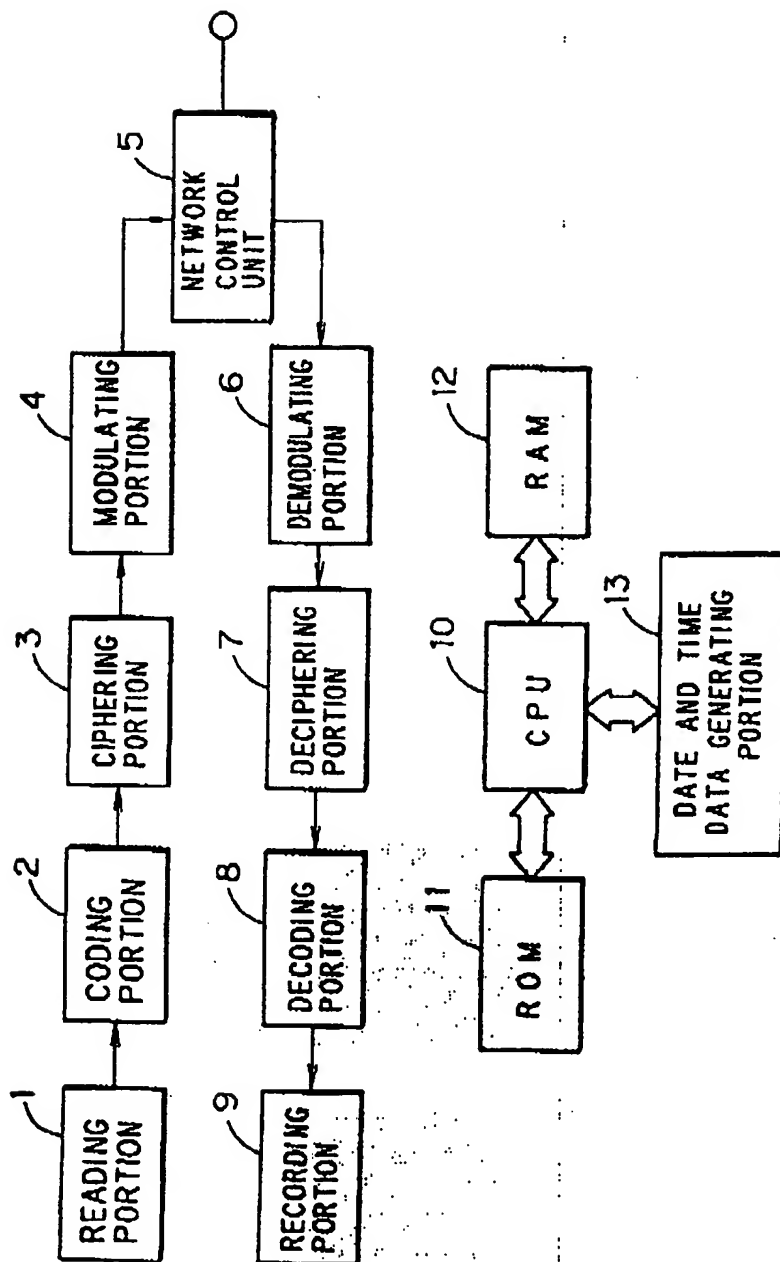 1
READING
PORTION
2
CODING
PORTION
3
CIPHERING
PORTION
4
MODULATING
PORTION
5
NETWORK
CONTROL
UNIT
6
DEMODULATING
PORTION
7
DECIPHERING
PORTION
8
DECODING
PORTION
9
RECORDING
PORTION
10
CPU
11
ROM
12
RAM
13
DATE AND TIME
DATA GENERATING
PORTION